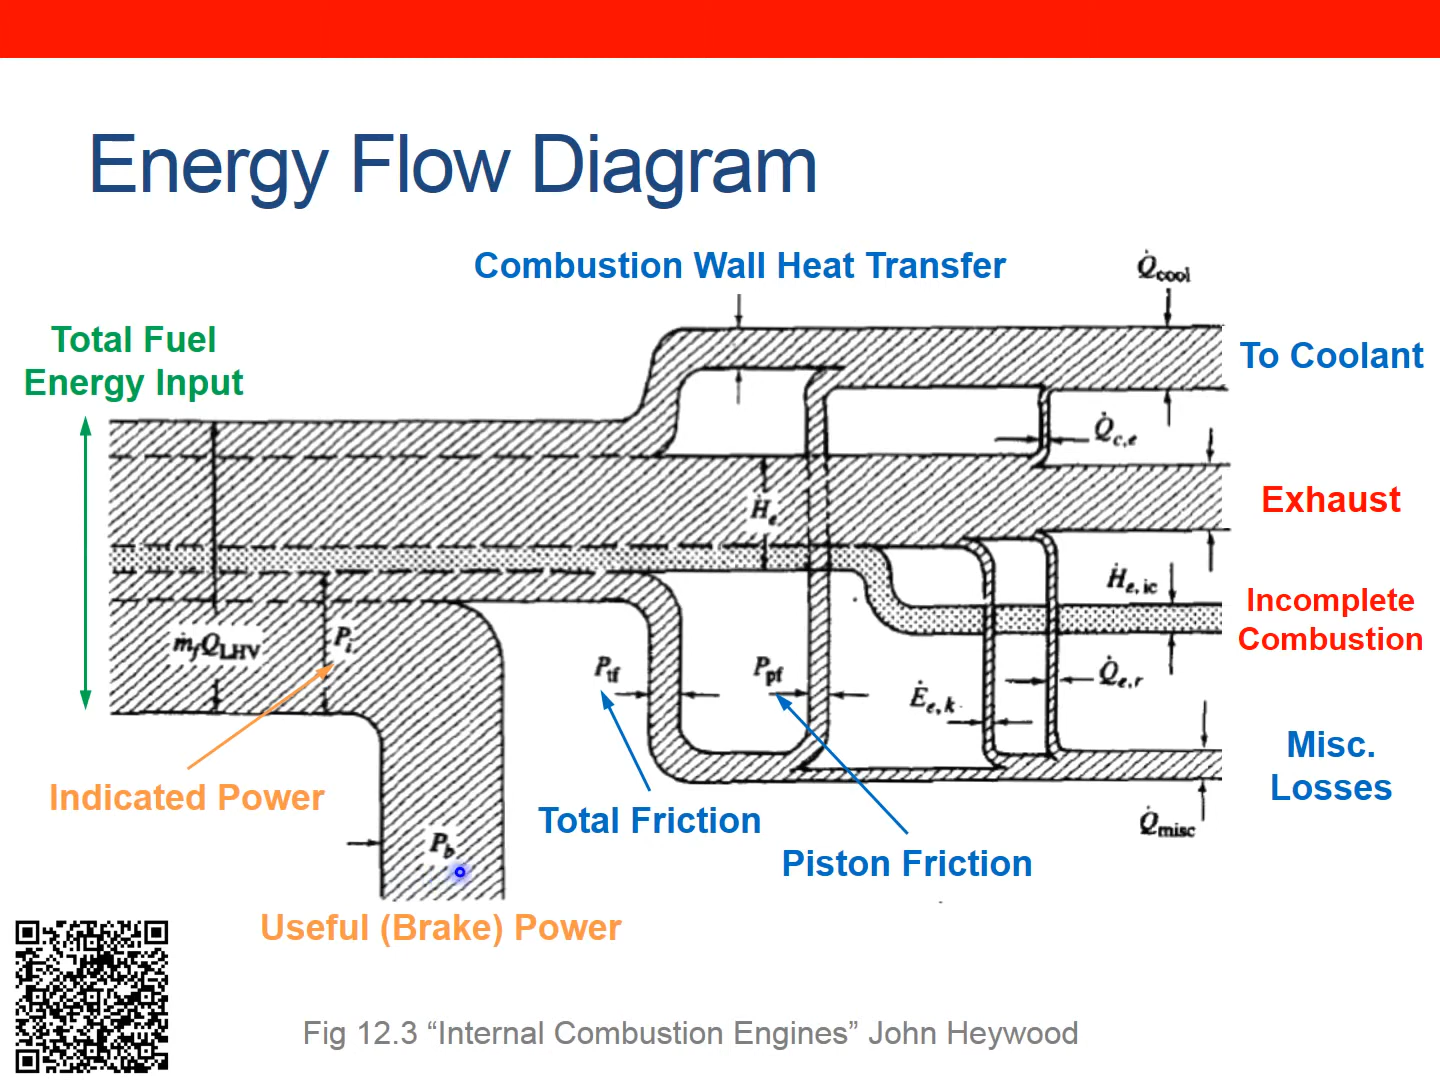 Energy Flow Diagram
Combustion Wall Heat Transfer
Q̇cool
Total Fuel
Energy Input
To Coolant
Q̇c,e
Exhaust
Ḣe
Ḣe,ic
Incomplete
Combustion
ṁfQLHV
Pi
Ptf
Ppf
Ėe,k
Q̇e,r
Misc.
Losses
Indicated Power
Total Friction
Q̇misc
Pb
Piston Friction
Useful (Brake) Power
Fig 12.3 “Internal Combustion Engines” John Heywood